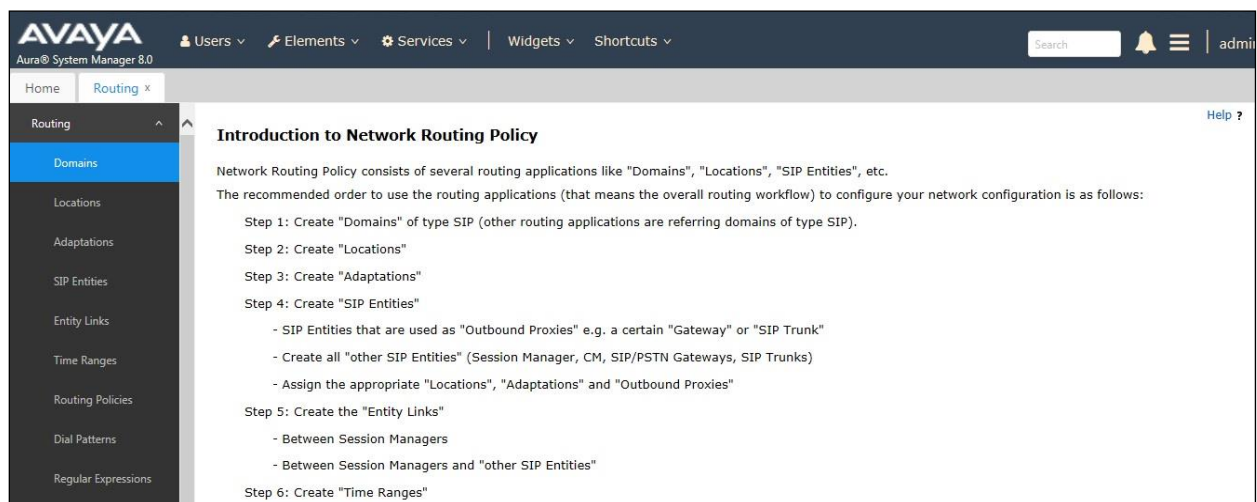 AVAYA
Aura® System Manager 8.0
Users
Elements
Services
Widgets
Shortcuts
Search
Home
Routing x
Help ?
Routing
Domains
Locations
Adaptations
SIP Entities
Entity Links
Time Ranges
Routing Policies
Dial Patterns
Regular Expressions
Introduction to Network Routing Policy
Network Routing Policy consists of several routing applications like "Domains", "Locations", "SIP Entities", etc.
The recommended order to use the routing applications (that means the overall routing workflow) to configure your network configuration is as follows:
Step 1: Create "Domains" of type SIP (other routing applications are referring domains of type SIP).
Step 2: Create "Locations"
Step 3: Create "Adaptations"
Step 4: Create "SIP Entities"
- SIP Entities that are used as "Outbound Proxies" e.g. a certain "Gateway" or "SIP Trunk"
- Create all "other SIP Entities" (Session Manager, CM, SIP/PSTN Gateways, SIP Trunks)
- Assign the appropriate "Locations", "Adaptations" and "Outbound Proxies"
Step 5: Create the "Entity Links"
- Between Session Managers
- Between Session Managers and "other SIP Entities"
Step 6: Create "Time Ranges"